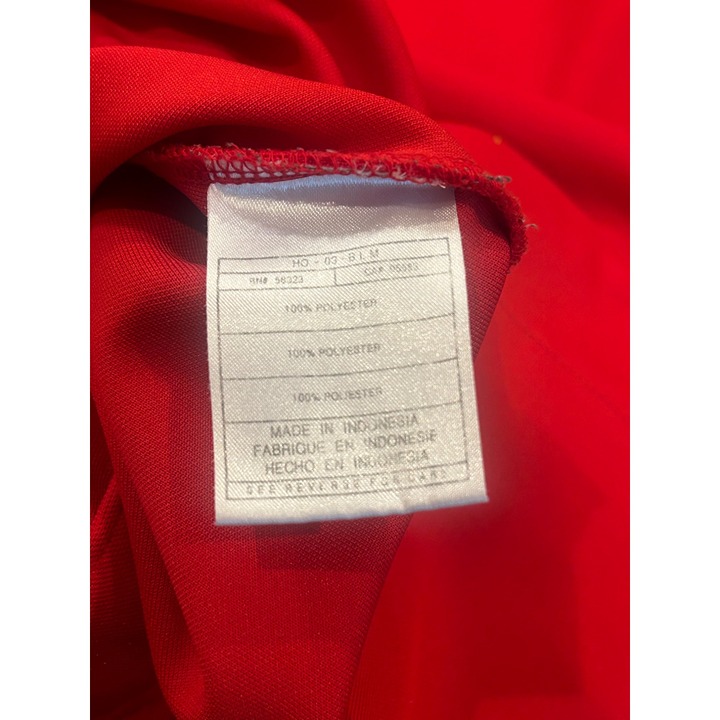 HO - 03 - B I. M
RN# 56323 CA# 05553
100% POLYESTER
100% POLYESTER
100% POLIESTER
MADE IN INDONESIA
FABRIQUE EN INDONESIE
HECHO EN INDONESIA
SEE REVERSE FOR CARE